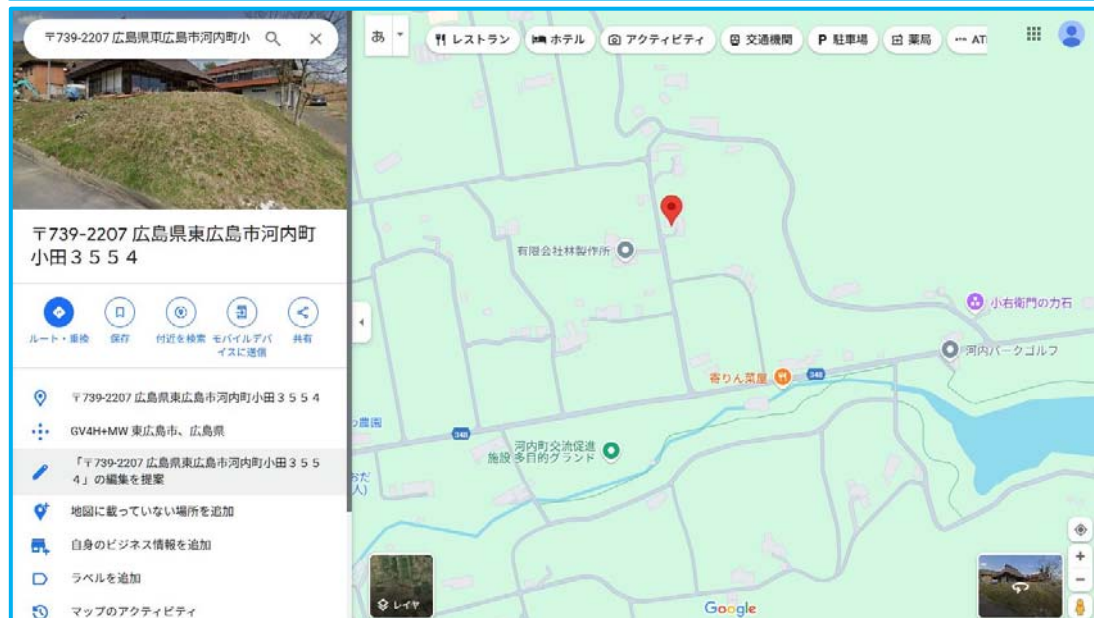 〒739-2207 広島県東広島市河内町小
〒739-2207 広島県東広島市河内町
小田３５５４
ルート・乗換
保存
付近を検索
モバイルデバ
イスに送信
共有
〒739-2207 広島県東広島市河内町小田３５５４
GV4H+MW 東広島市、広島県
「〒739-2207 広島県東広島市河内町小田３５５
４」の編集を提案
地図に載っていない場所を追加
自身のビジネス情報を追加
ラベルを追加
マップのアクティビティ
あ
レストラン
ホテル
アクティビティ
交通機関
P 駐車場
薬局
AT
有限会社林製作所
小右衛門の力石
河内パークゴルフ
寄りん菜屋
348
農園
348
河内町交流促進
施設 多目的グランド
おだ
人)
レイヤ
Google